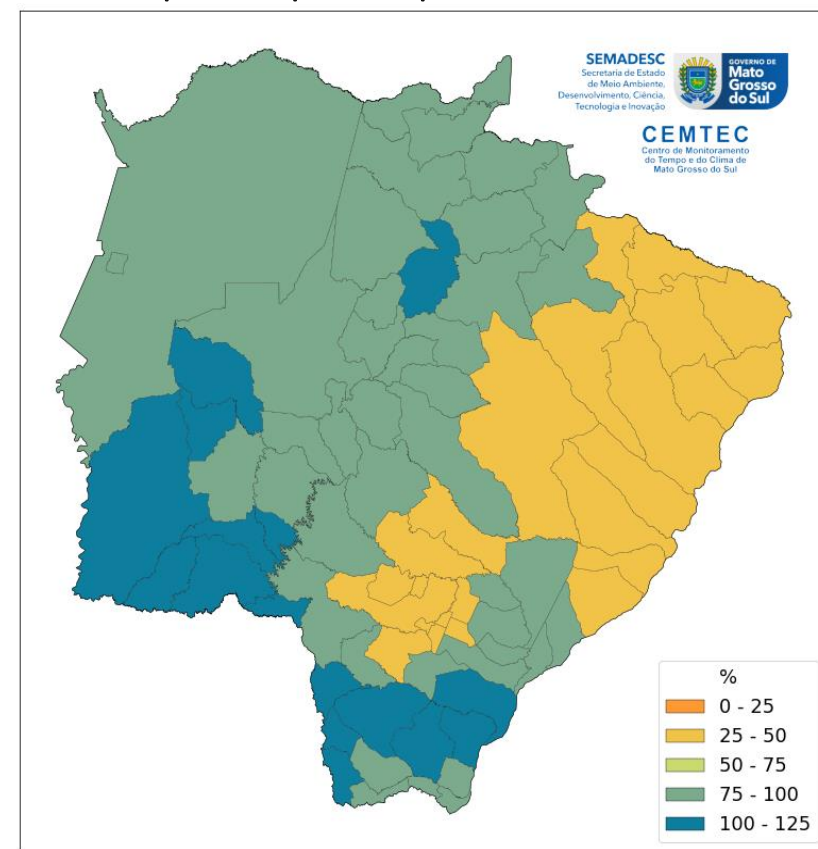 SEMADESC
Secretaria de Estado
de Meio Ambiente,
Desenvolvimento, Ciência,
Tecnologia e Inovação
GOVERNO DE
Mato
Grosso
do Sul
CEMTEC
Centro de Monitoramento
do Tempo e do Clima de
Mato Grosso do Sul
%
0 - 25
25 - 50
50 - 75
75 - 100
100 - 125